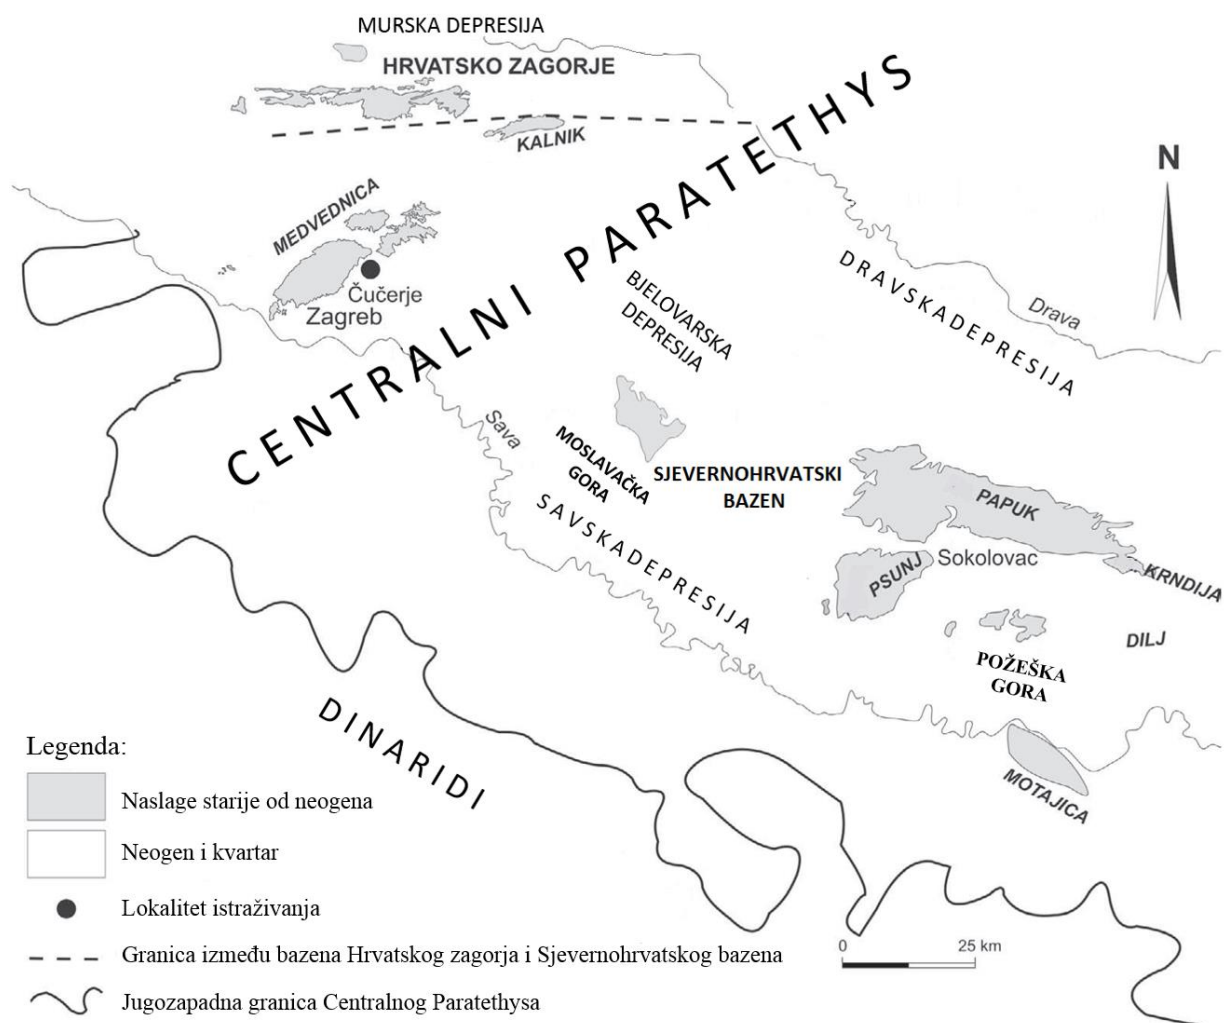 MURSKA DEPRESIJA
HRVATSKO ZAGORJE
KALNIK
CENTRALNI PARATETHYS
N
MEDVEDNICA
Čučerje
Zagreb
BJELOVARSKA
DEPRESIJA
DRAVSKA DEPRESIJA
Drava
Sava
MOSLAVAČKA
GORA
SJEVERNOHRVATSKI
BAZEN
SAVSKA DEPRESIJA
PAPUK
PSUNJ
Sokolovac
KRNDIJA
DILJ
POŽEŠKA
GORA
MOTAJICA
DINARIDI
Legenda:
Naslage starije od neogena
Neogen i kvartar
Lokalitet istraživanja
Granica između bazena Hrvatskog zagorja i Sjevernohrvatskog bazena
Jugozapadna granica Centralnog Paratethysa
0 25 km